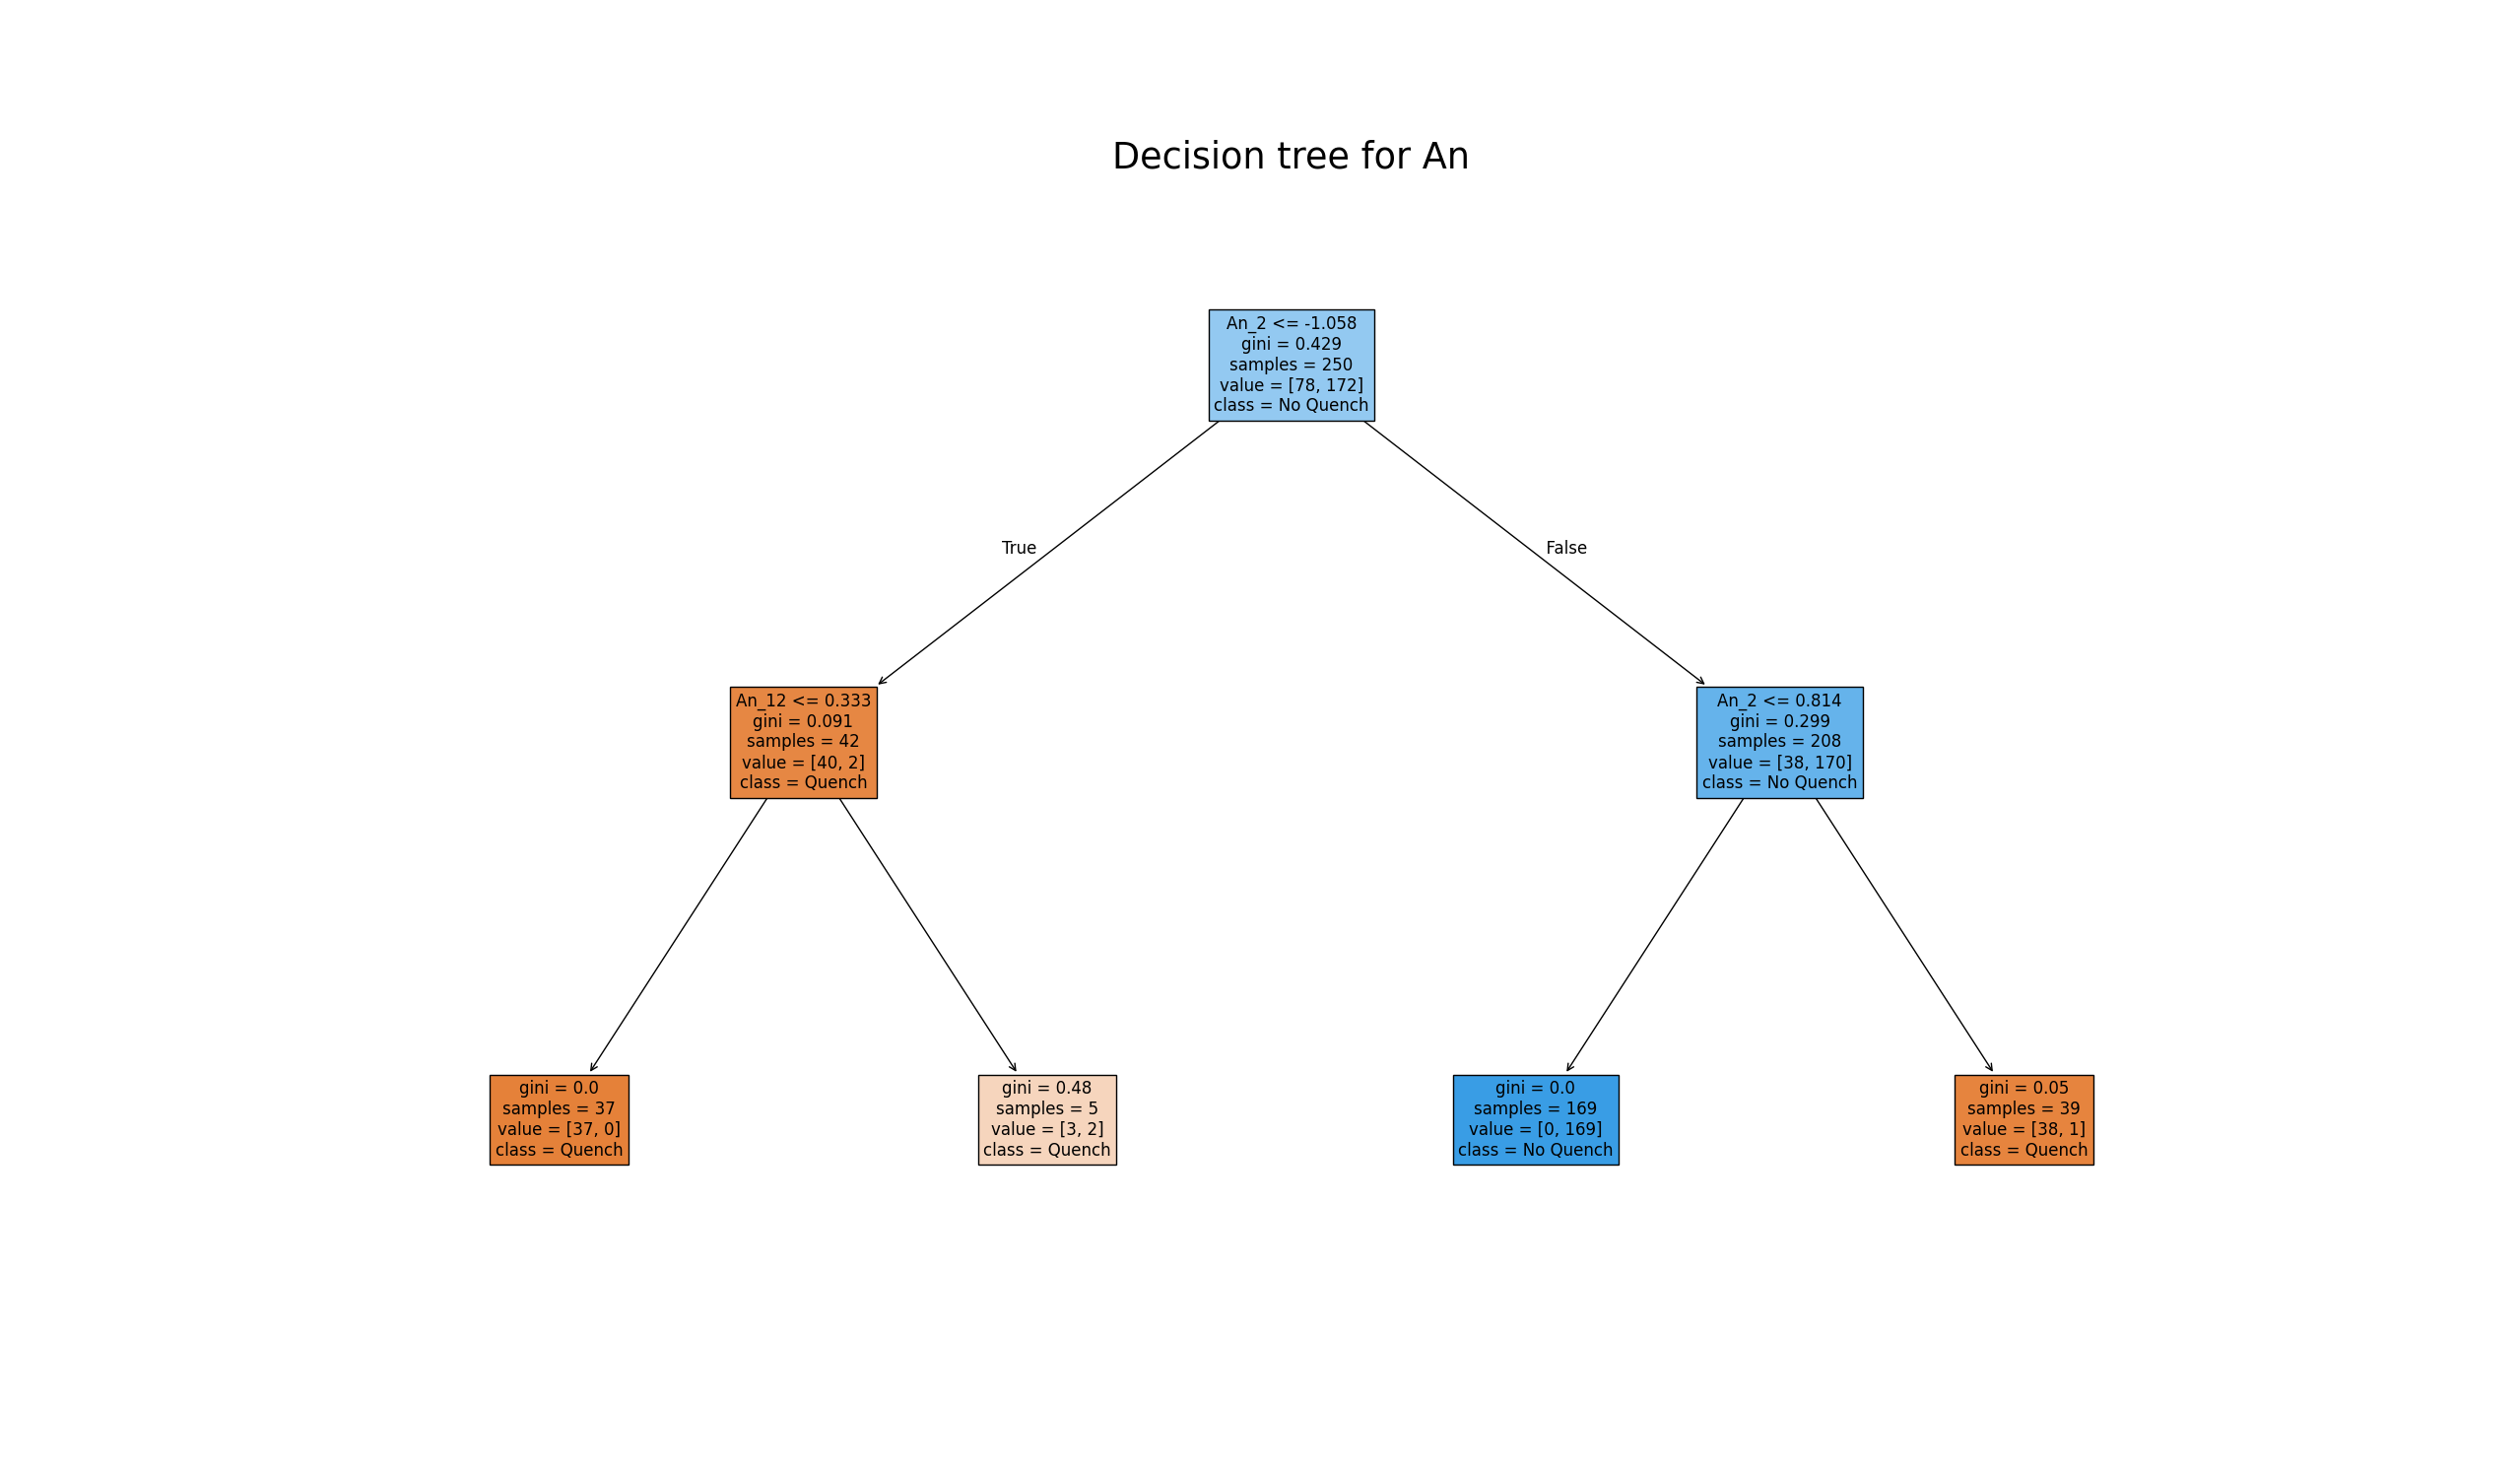 Decision tree for An
An_2 <= -1.058
gini = 0.429
samples = 250
value = [78, 172]
class = No Quench
True
False
An_12 <= 0.333
gini = 0.091
samples = 42
value = [40, 2]
class = Quench
An_2 <= 0.814
gini = 0.299
samples = 208
value = [38, 170]
class = No Quench
gini = 0.0
samples = 37
value = [37, 0]
class = Quench
gini = 0.48
samples = 5
value = [3, 2]
class = Quench
gini = 0.0
samples = 169
value = [0, 169]
class = No Quench
gini = 0.05
samples = 39
value = [38, 1]
class = Quench